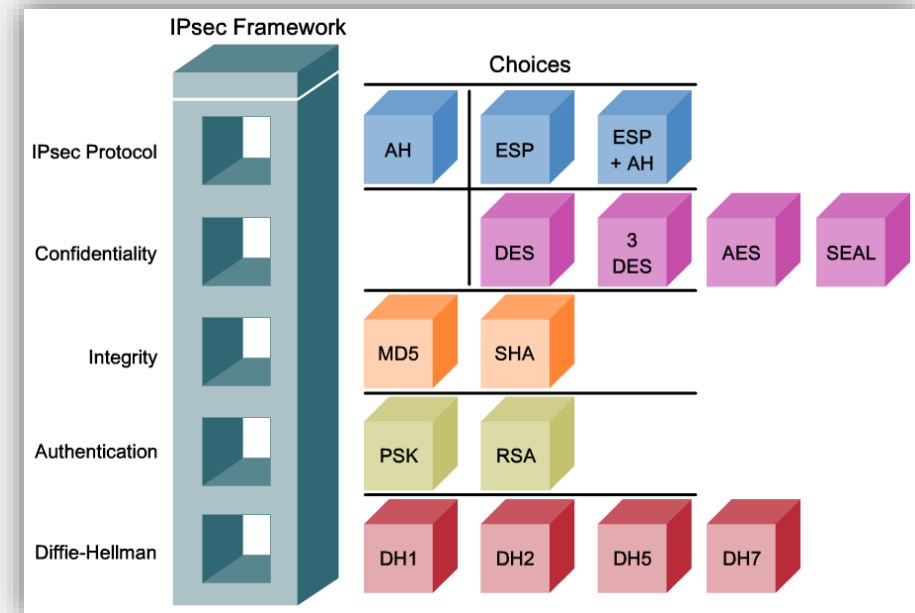 IPsec Framework
Choices
IPsec Protocol
AH
ESP
ESP
+ AH
Confidentiality
DES
3
DES
AES
SEAL
Integrity
MD5
SHA
Authentication
PSK
RSA
Diffie-Hellman
DH1
DH2
DH5
DH7